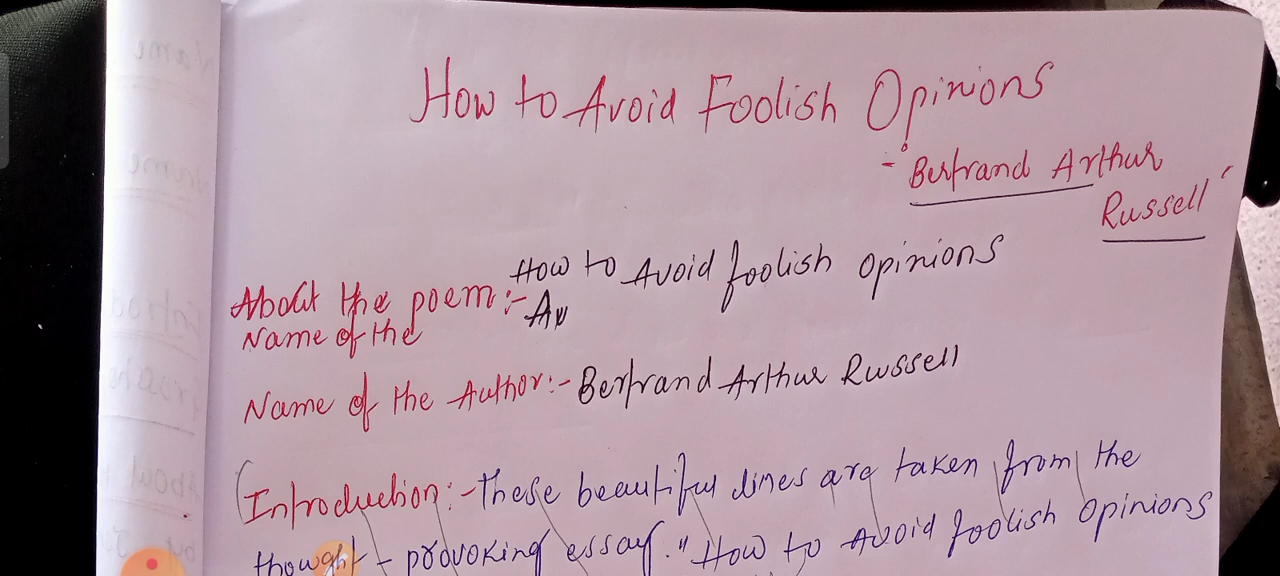 How to Avoid Foolish Opinions
- Bertrand Arthur
Russell
How to Avoid foolish opinions
About the poem :- Av
Name of the
Name of the Author:- Bertrand Arthur Russell
(Introduction:- These beautiful lines are taken from the
thought - provoking essay. " How to Avoid foolish Opinions